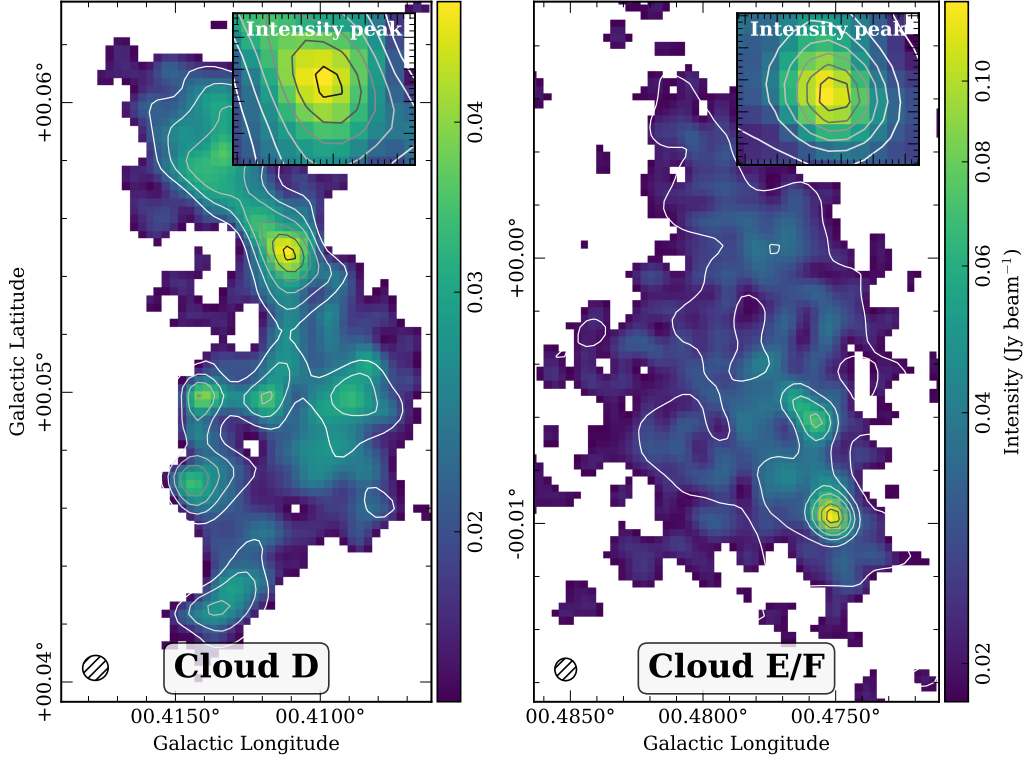 Intensity peak
Intensity peak
Galactic Latitude
+00.06°
+00.05°
+00.04°
0.04
0.03
0.02
+00.00°
-00.01°
0.10
0.08
0.06
0.04
0.02
Intensity (Jy beam⁻¹)
Cloud D
Cloud E/F
00.4150° 00.4100°
00.4850° 00.4800° 00.4750°
Galactic Longitude
Galactic Longitude